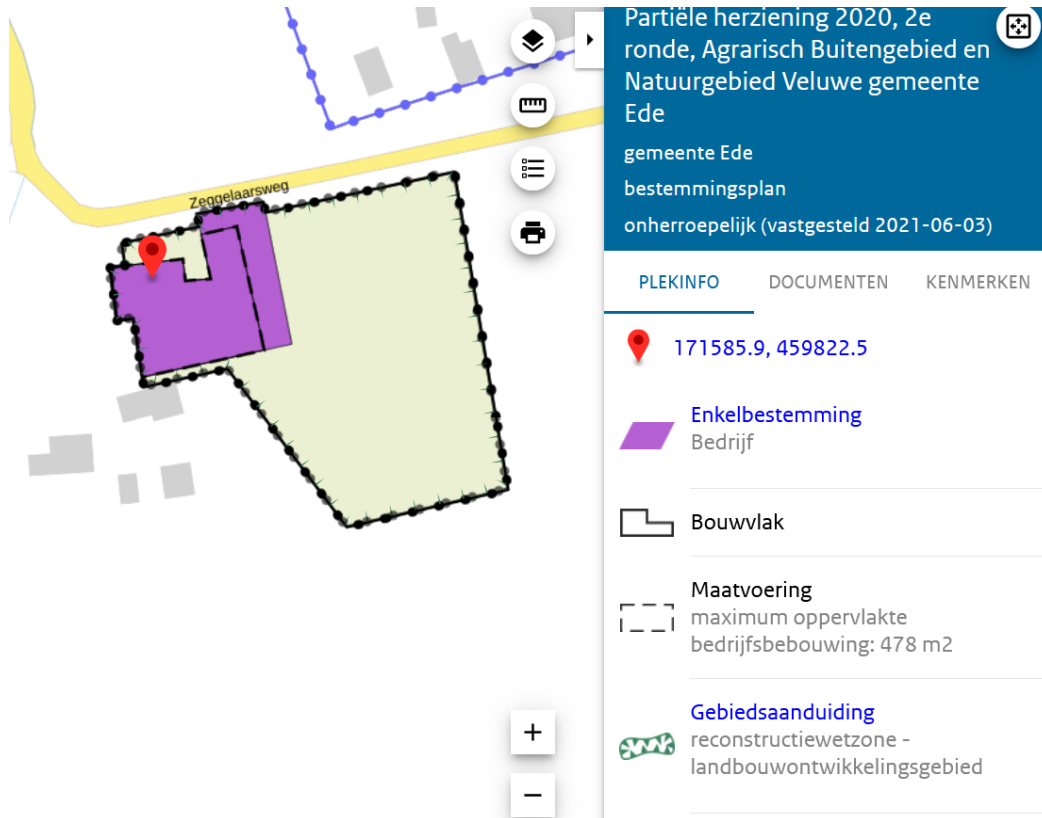 Zeggelaarsweg
Partiële herziening 2020, 2e
ronde, Agrarisch Buitengebied en
Natuurgebied Veluwe gemeente
Ede
gemeente Ede
bestemmingsplan
onherroepelijk (vastgesteld 2021-06-03)
PLEKINFO DOCUMENTEN KENMERKEN
171585.9, 459822.5
Enkelbestemming
Bedrijf
Bouwvlak
Maatvoering
maximum oppervlakte
bedrijfsbebouwing: 478 m2
Gebiedsaanduiding
reconstructiewetzone -
landbouwontwikkelingsgebied